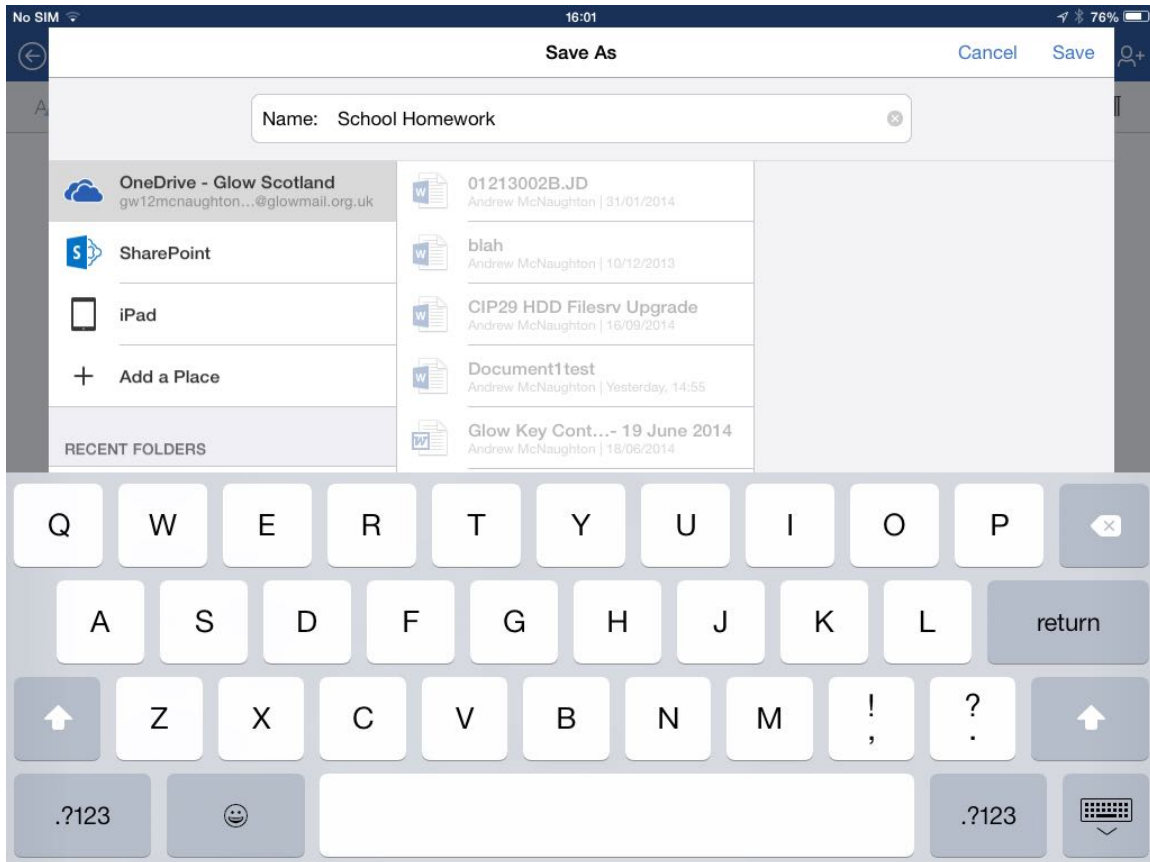 No SIM 16:01 76%
Save As Cancel Save
Name: School Homework
OneDrive - Glow Scotland
gw12mcnaughton...@glowmail.org.uk
SharePoint
iPad
Add a Place
RECENT FOLDERS
01213002B.JD
Andrew McNaughton | 31/01/2014
blah
Andrew McNaughton | 10/12/2013
CIP29 HDD Filesrv Upgrade
Andrew McNaughton | 16/09/2014
Document1test
Andrew McNaughton | Yesterday, 14:55
Glow Key Cont...- 19 June 2014
Andrew McNaughton | 18/06/2014
Q W E R T Y U I O P
A S D F G H J K L return
Z X C V B N M ! , ? .
.?123 .?123